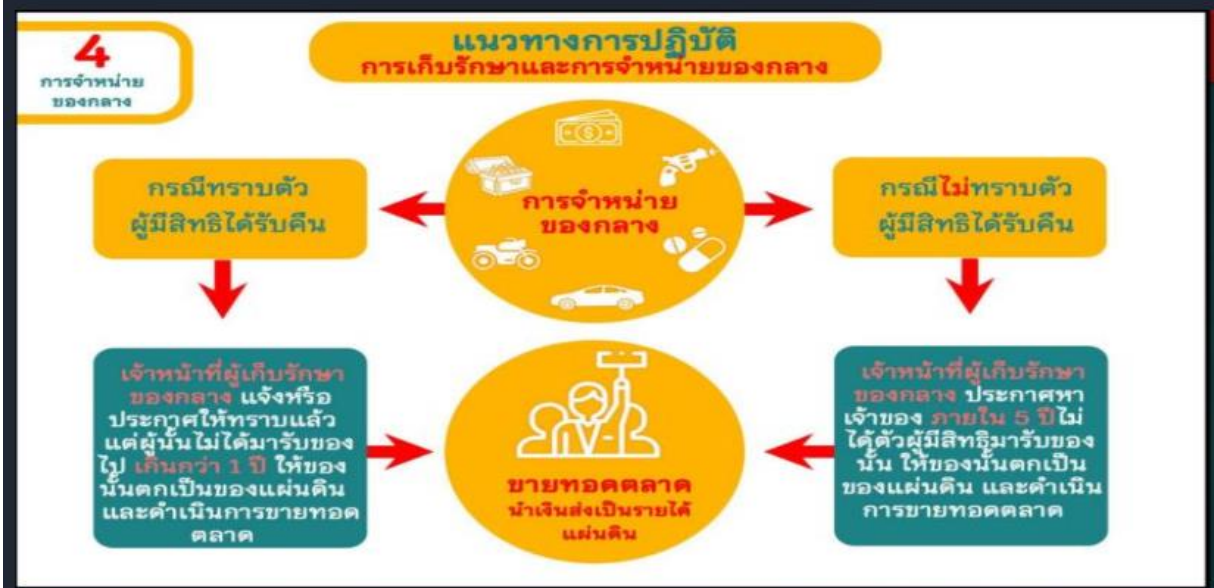 4
การจำหน่าย
ของกลาง
แนวทางการปฏิบัติ
การเก็บรักษาและการจำหน่ายของกลาง
กรณีทราบตัว
ผู้มีสิทธิได้รับคืน
การจำหน่าย
ของกลาง
กรณีไม่ทราบตัว
ผู้มีสิทธิได้รับคืน
เจ้าหน้าที่ผู้เก็บรักษา
ของกลาง แจ้งหรือ
ประกาศให้ทราบแล้ว
แต่ผู้นั้นไม่ได้มารับของ
ไป เกินกว่า 1 ปี ให้ของ
นั้นตกเป็นของแผ่นดิน
และดำเนินการขายทอด
ตลาด
ขายทอดตลาด
นำเงินส่งเป็นรายได้
แผ่นดิน
เจ้าหน้าที่ผู้เก็บรักษา
ของกลาง ประกาศหา
เจ้าของ ภายใน 5 ปีไม่
ได้ตัวผู้มีสิทธิมารับของ
นั้น ให้ของนั้นตกเป็น
ของแผ่นดิน และดำเนิน
การขายทอดตลาด